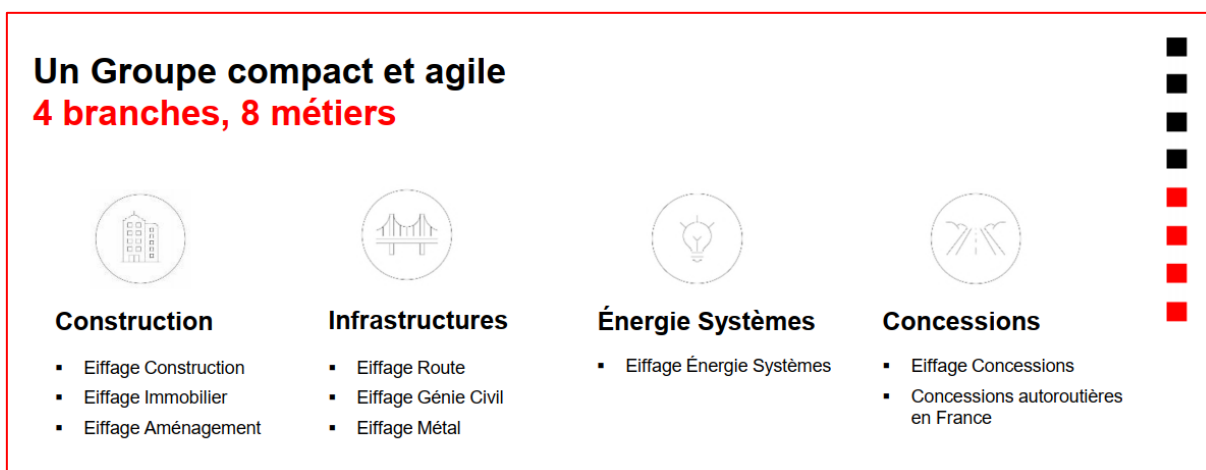 Un Groupe compact et agile
4 branches, 8 métiers
Construction
▪ Eiffage Construction
▪ Eiffage Immobilier
▪ Eiffage Aménagement
Infrastructures
▪ Eiffage Route
▪ Eiffage Génie Civil
▪ Eiffage Métal
Énergie Systèmes
▪ Eiffage Énergie Systèmes
Concessions
▪ Eiffage Concessions
▪ Concessions autoroutières
en France